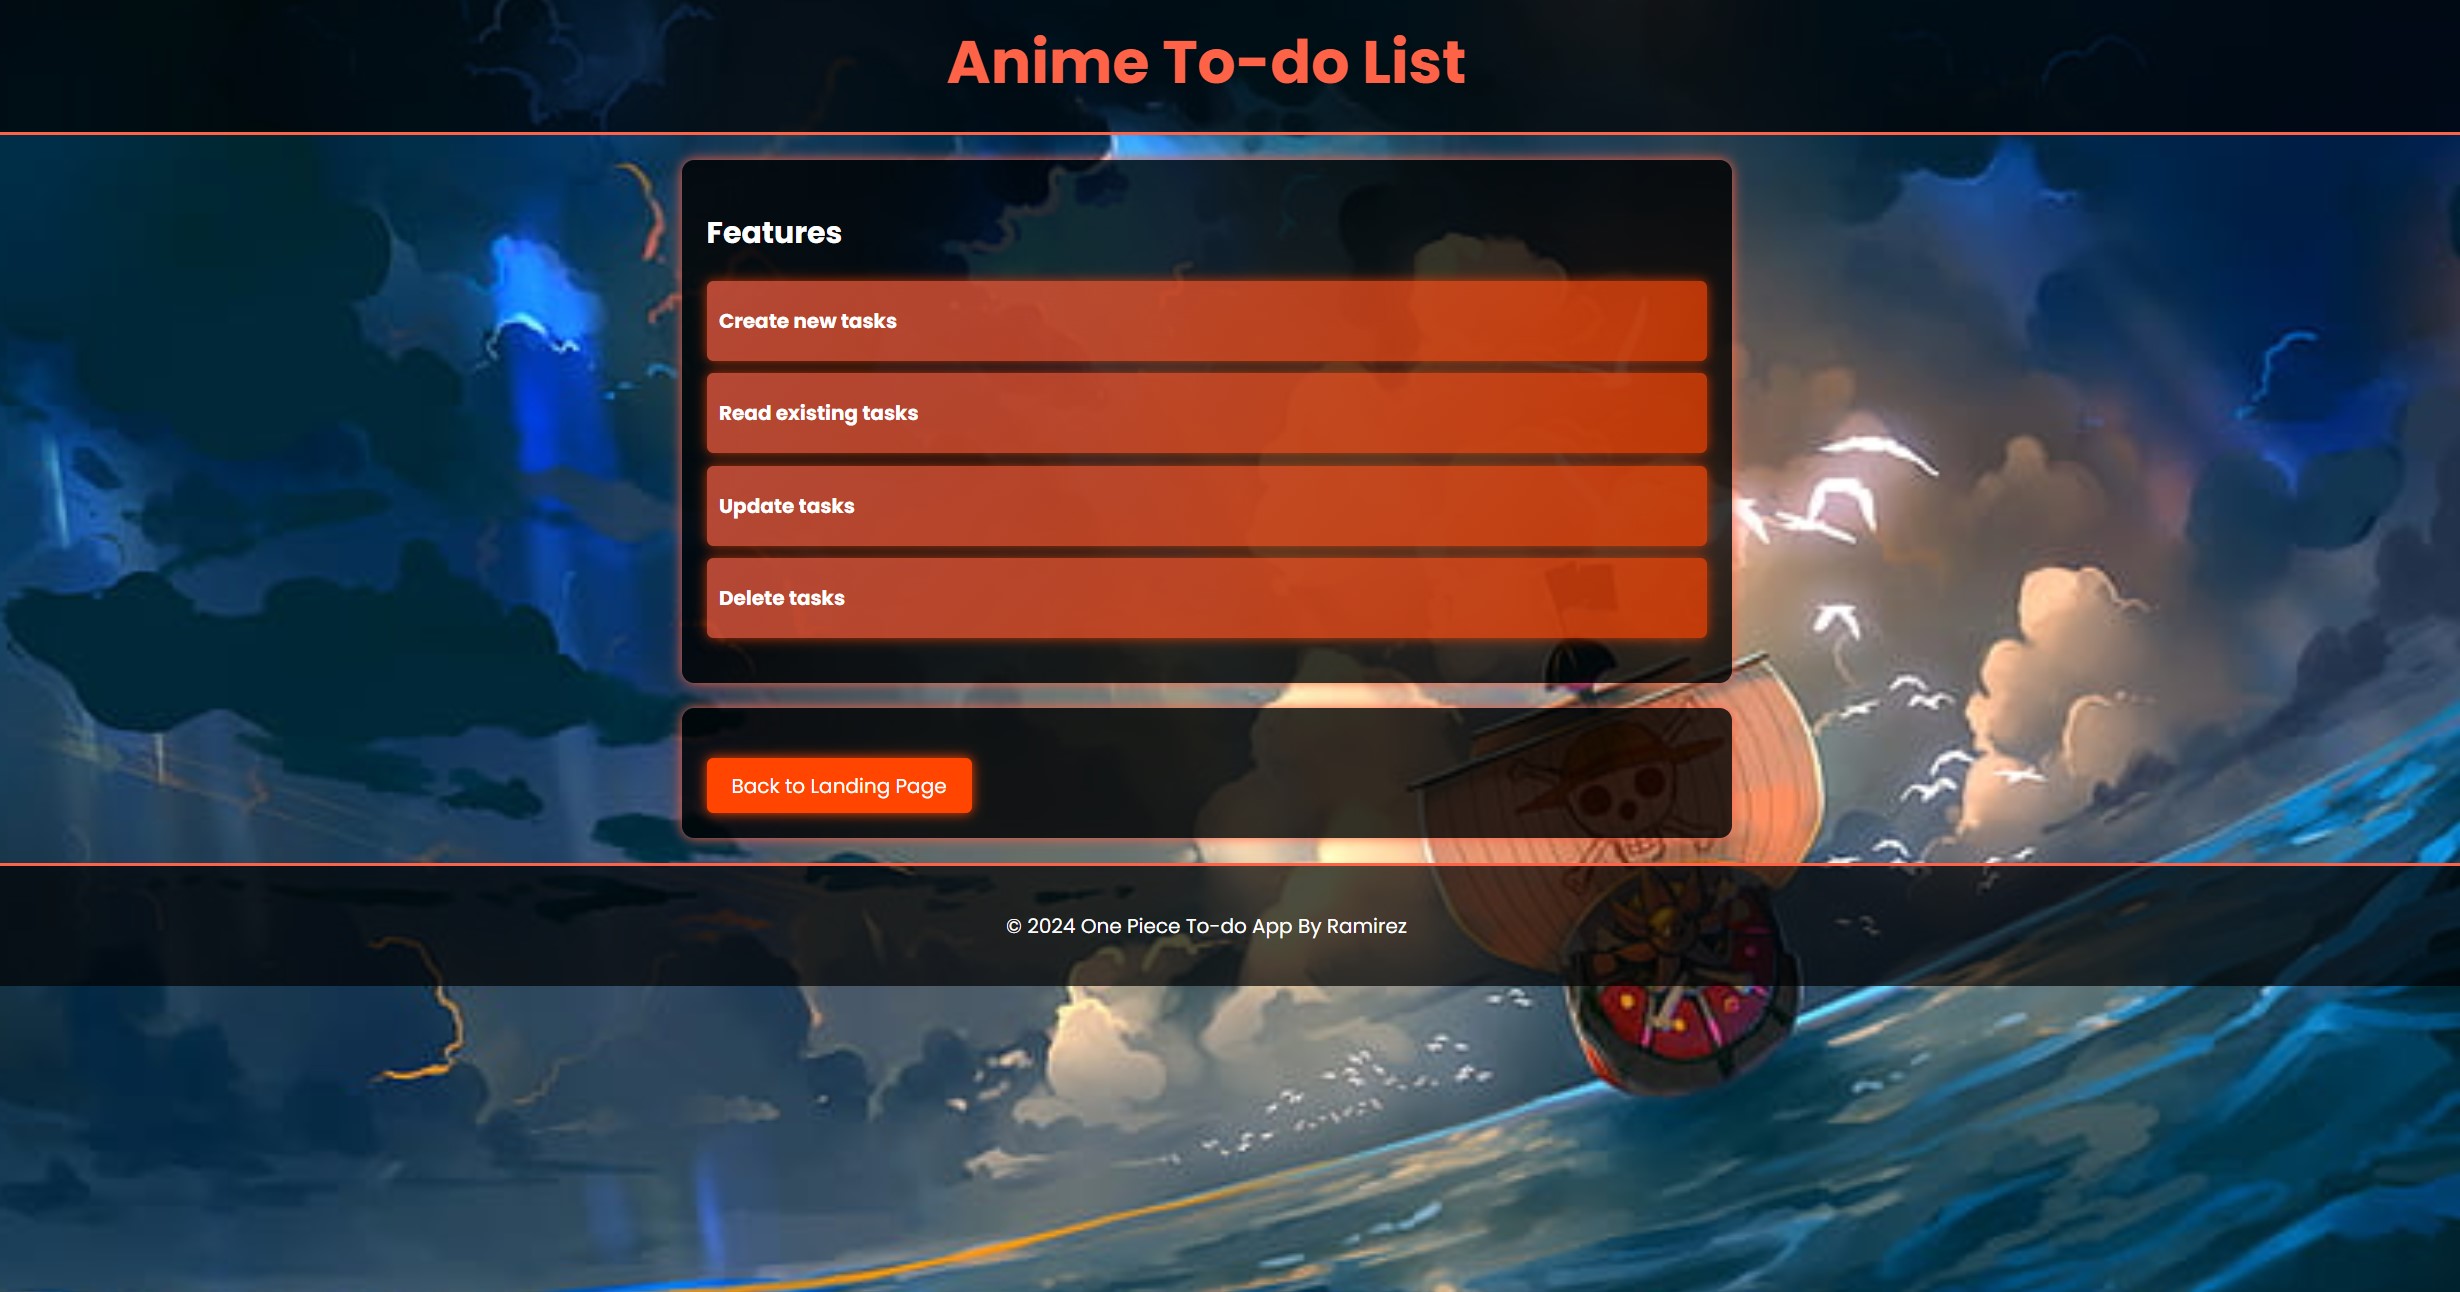 Anime To-do List
Features
Create new tasks
Read existing tasks
Update tasks
Delete tasks
Back to Landing Page
© 2024 One Piece To-do App By Ramirez